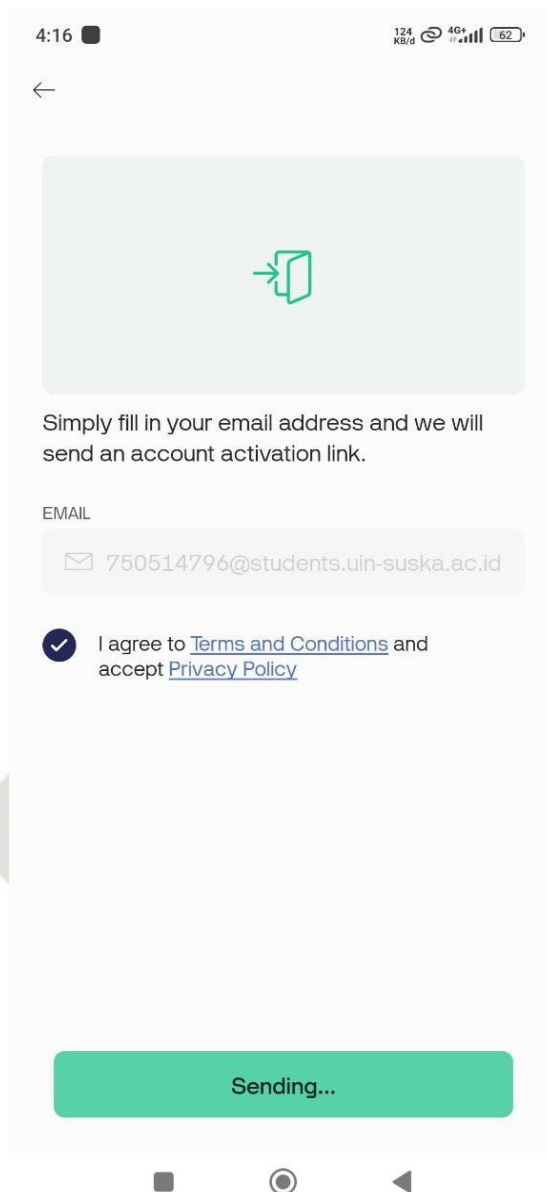 4:16
124
KB/d
4G+
62
Simply fill in your email address and we will
send an account activation link.
EMAIL
750514796@students.uin-suska.ac.id
I agree to Terms and Conditions and
accept Privacy Policy
Sending...